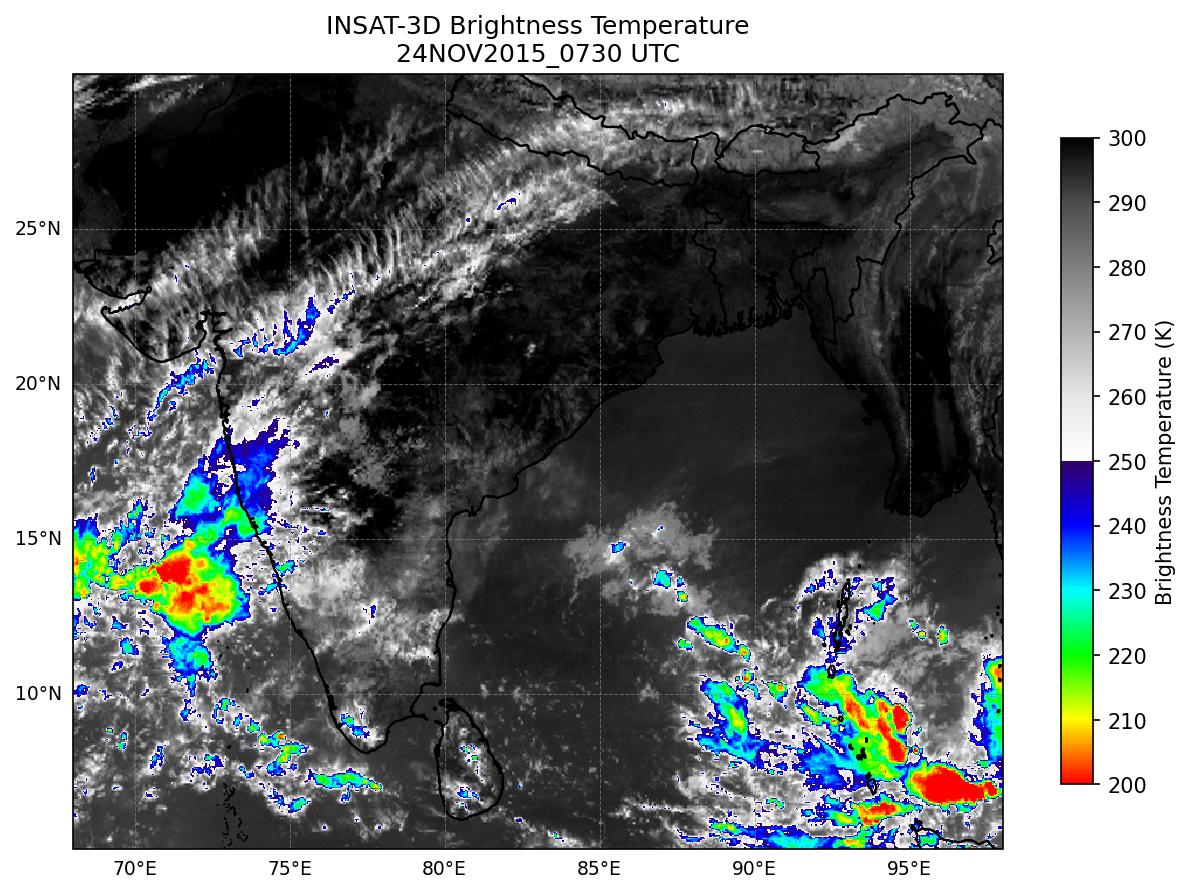 INSAT-3D Brightness Temperature
24NOV2015_0730 UTC
25°N
20°N
15°N
10°N
70°E
75°E
80°E
85°E
90°E
95°E
300
290
280
270
260
250
240
230
220
210
200
Brightness Temperature (K)